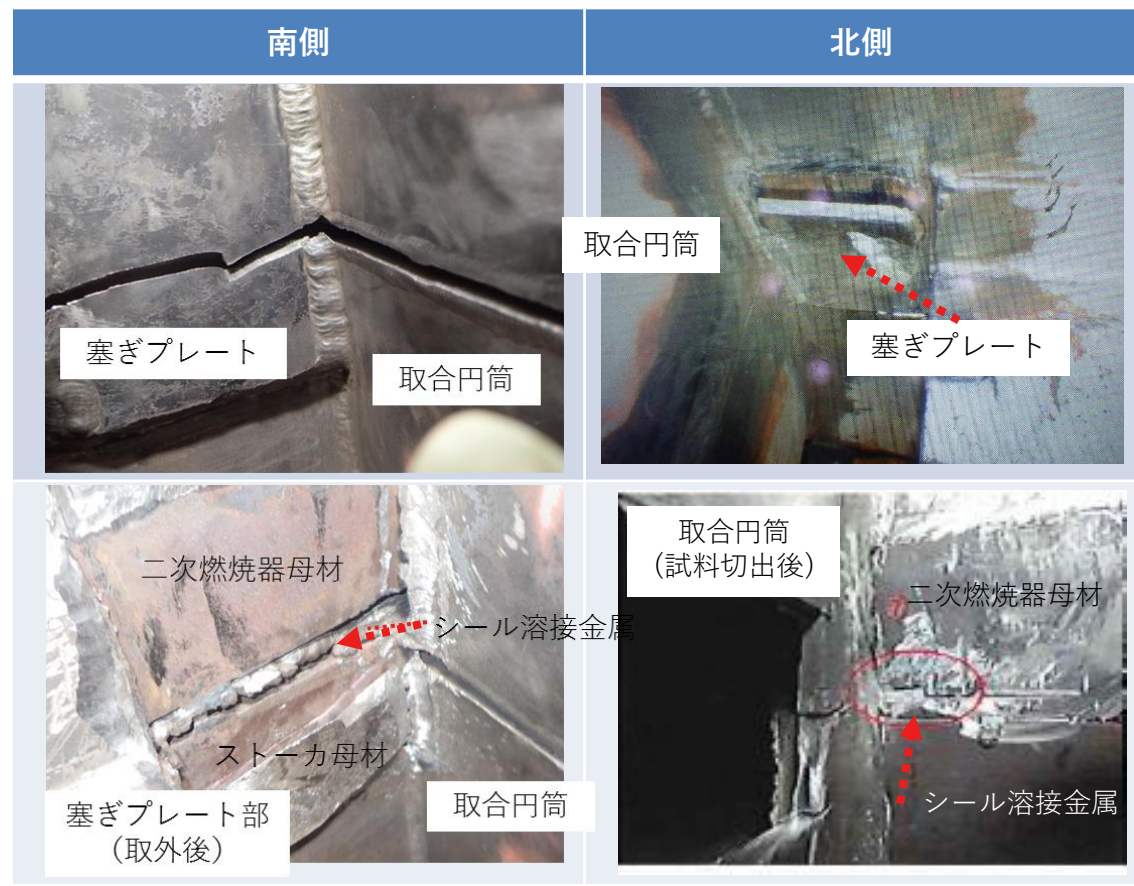 南側
北側
塞ぎプレート
取合円筒
取合円筒
塞ぎプレート
二次燃焼器母材
シール溶接金属
ストーカ母材
塞ぎプレート部
（取外後）
取合円筒
取合円筒
（試料切出後）
二次燃焼器母材
シール溶接金属